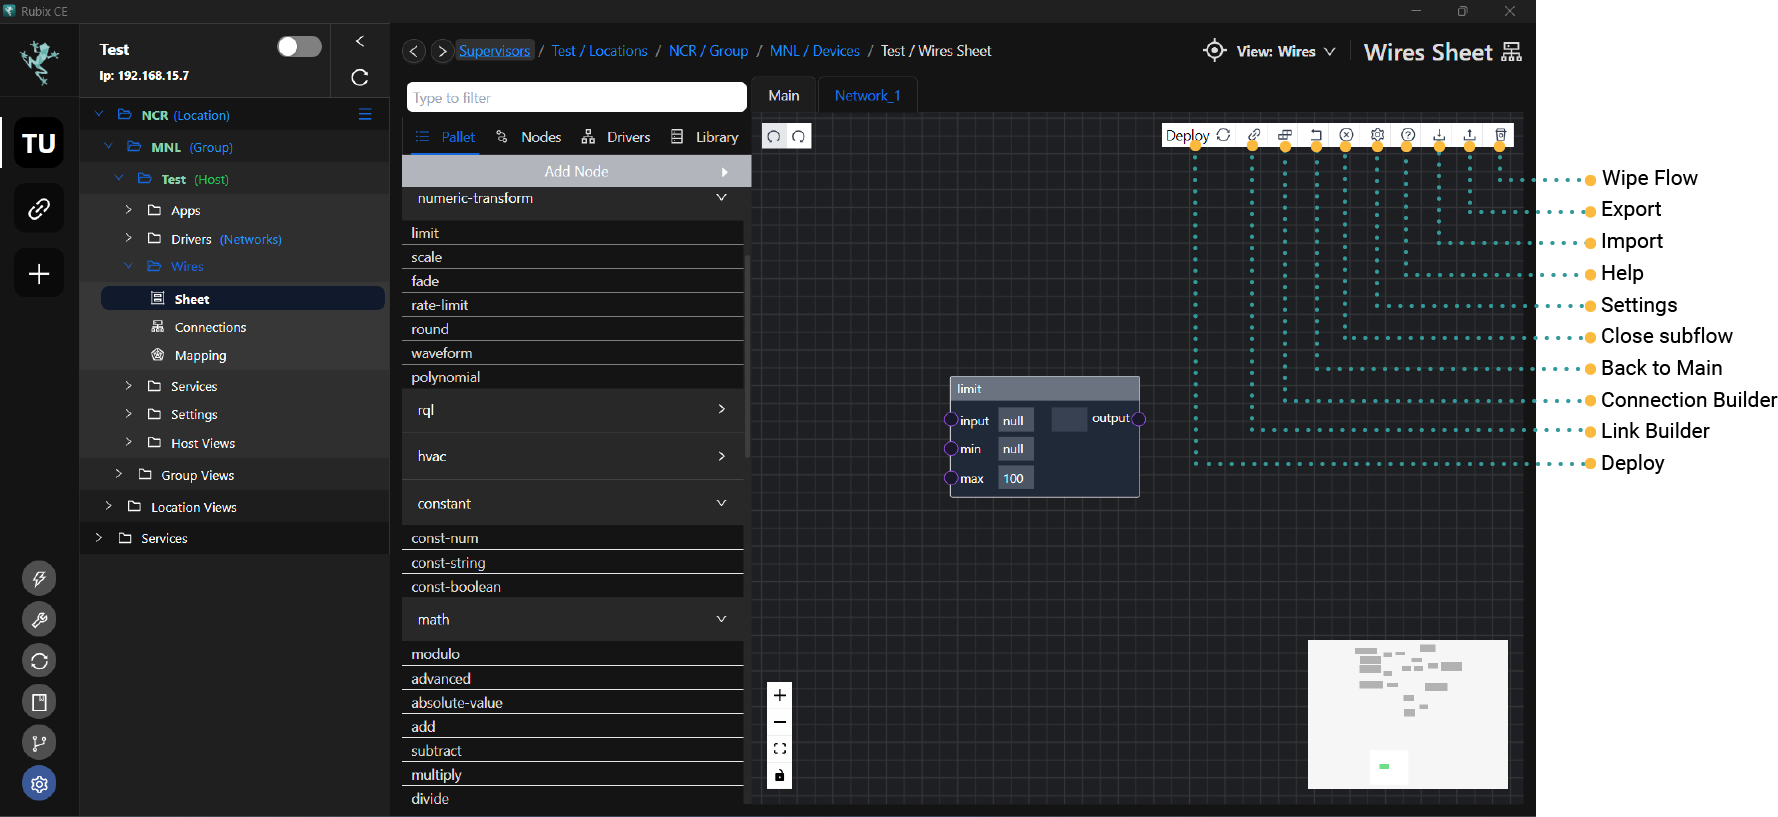 Rubix CE
Test
Ip: 192.168.15.7
TU
NCR (Location)
MNL (Group)
Test (Host)
Apps
Drivers (Networks)
Wires
Sheet
Connections
Mapping
Services
Settings
Host Views
Group Views
Location Views
Services
Supervisors / Test / Locations / NCR / Group / MNL / Devices / Test / Wires Sheet
View: Wires
Wires Sheet
Type to filter
Pallet Nodes Drivers Library
Add Node
numeric-transform
limit
scale
fade
rate-limit
round
waveform
polynomial
rql
hvac
constant
const-num
const-string
const-boolean
math
modulo
advanced
absolute-value
add
subtract
multiply
divide
Main Network_1
Deploy
limit
input null output
min null
max 100
Wipe Flow
Export
Import
Help
Settings
Close subflow
Back to Main
Connection Builder
Link Builder
Deploy